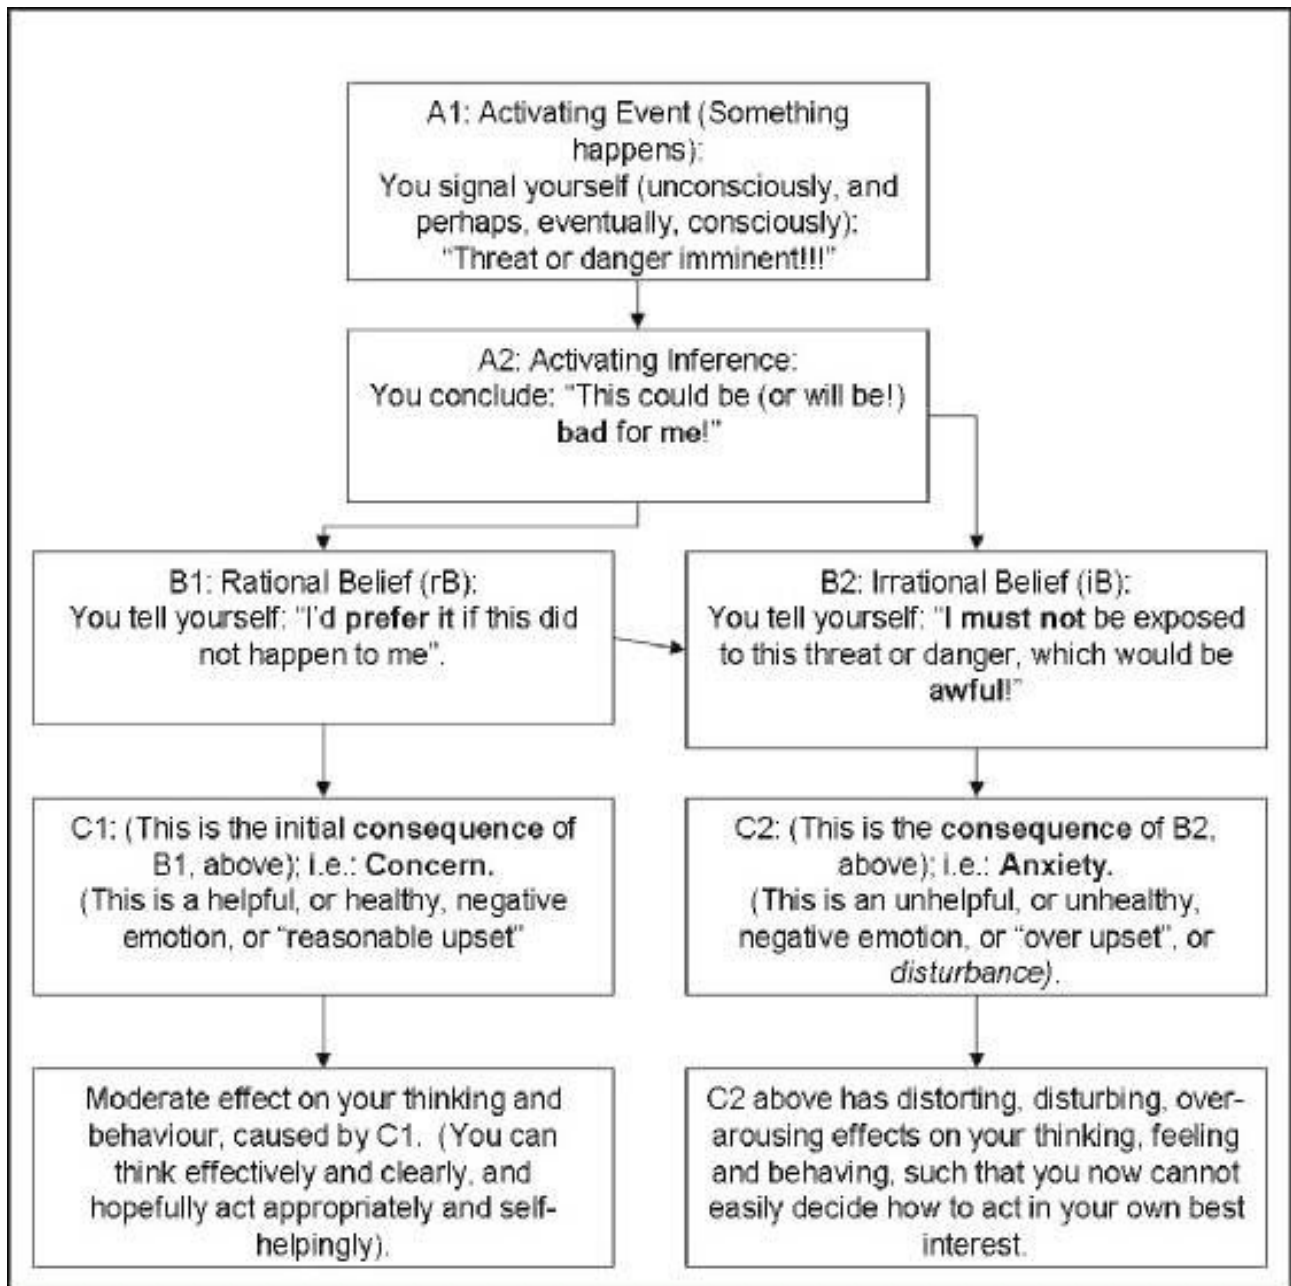 A1: Activating Event (Something
happens):
You signal yourself (unconsciously, and
perhaps, eventually, consciously):
“Threat or danger imminent!!!”
A2: Activating Inference:
You conclude: “This could be (or will be!)
bad for me!”
B1: Rational Belief (rB):
You tell yourself: “I’d prefer it if this did
not happen to me”.
B2: Irrational Belief (iB):
You tell yourself: “I must not be exposed
to this threat or danger, which would be
awful!”
C1: (This is the initial consequence of
B1, above); i.e.: Concern.
(This is a helpful, or healthy, negative
emotion, or “reasonable upset”
C2: (This is the consequence of B2,
above); i.e.: Anxiety.
(This is an unhelpful, or unhealthy,
negative emotion, or “over upset”, or
disturbance).
Moderate effect on your thinking and
behaviour, caused by C1. (You can
think effectively and clearly, and
hopefully act appropriately and self-
helpingly).
C2 above has distorting, disturbing, over-
arousing effects on your thinking, feeling
and behaving, such that you now cannot
easily decide how to act in your own best
interest.